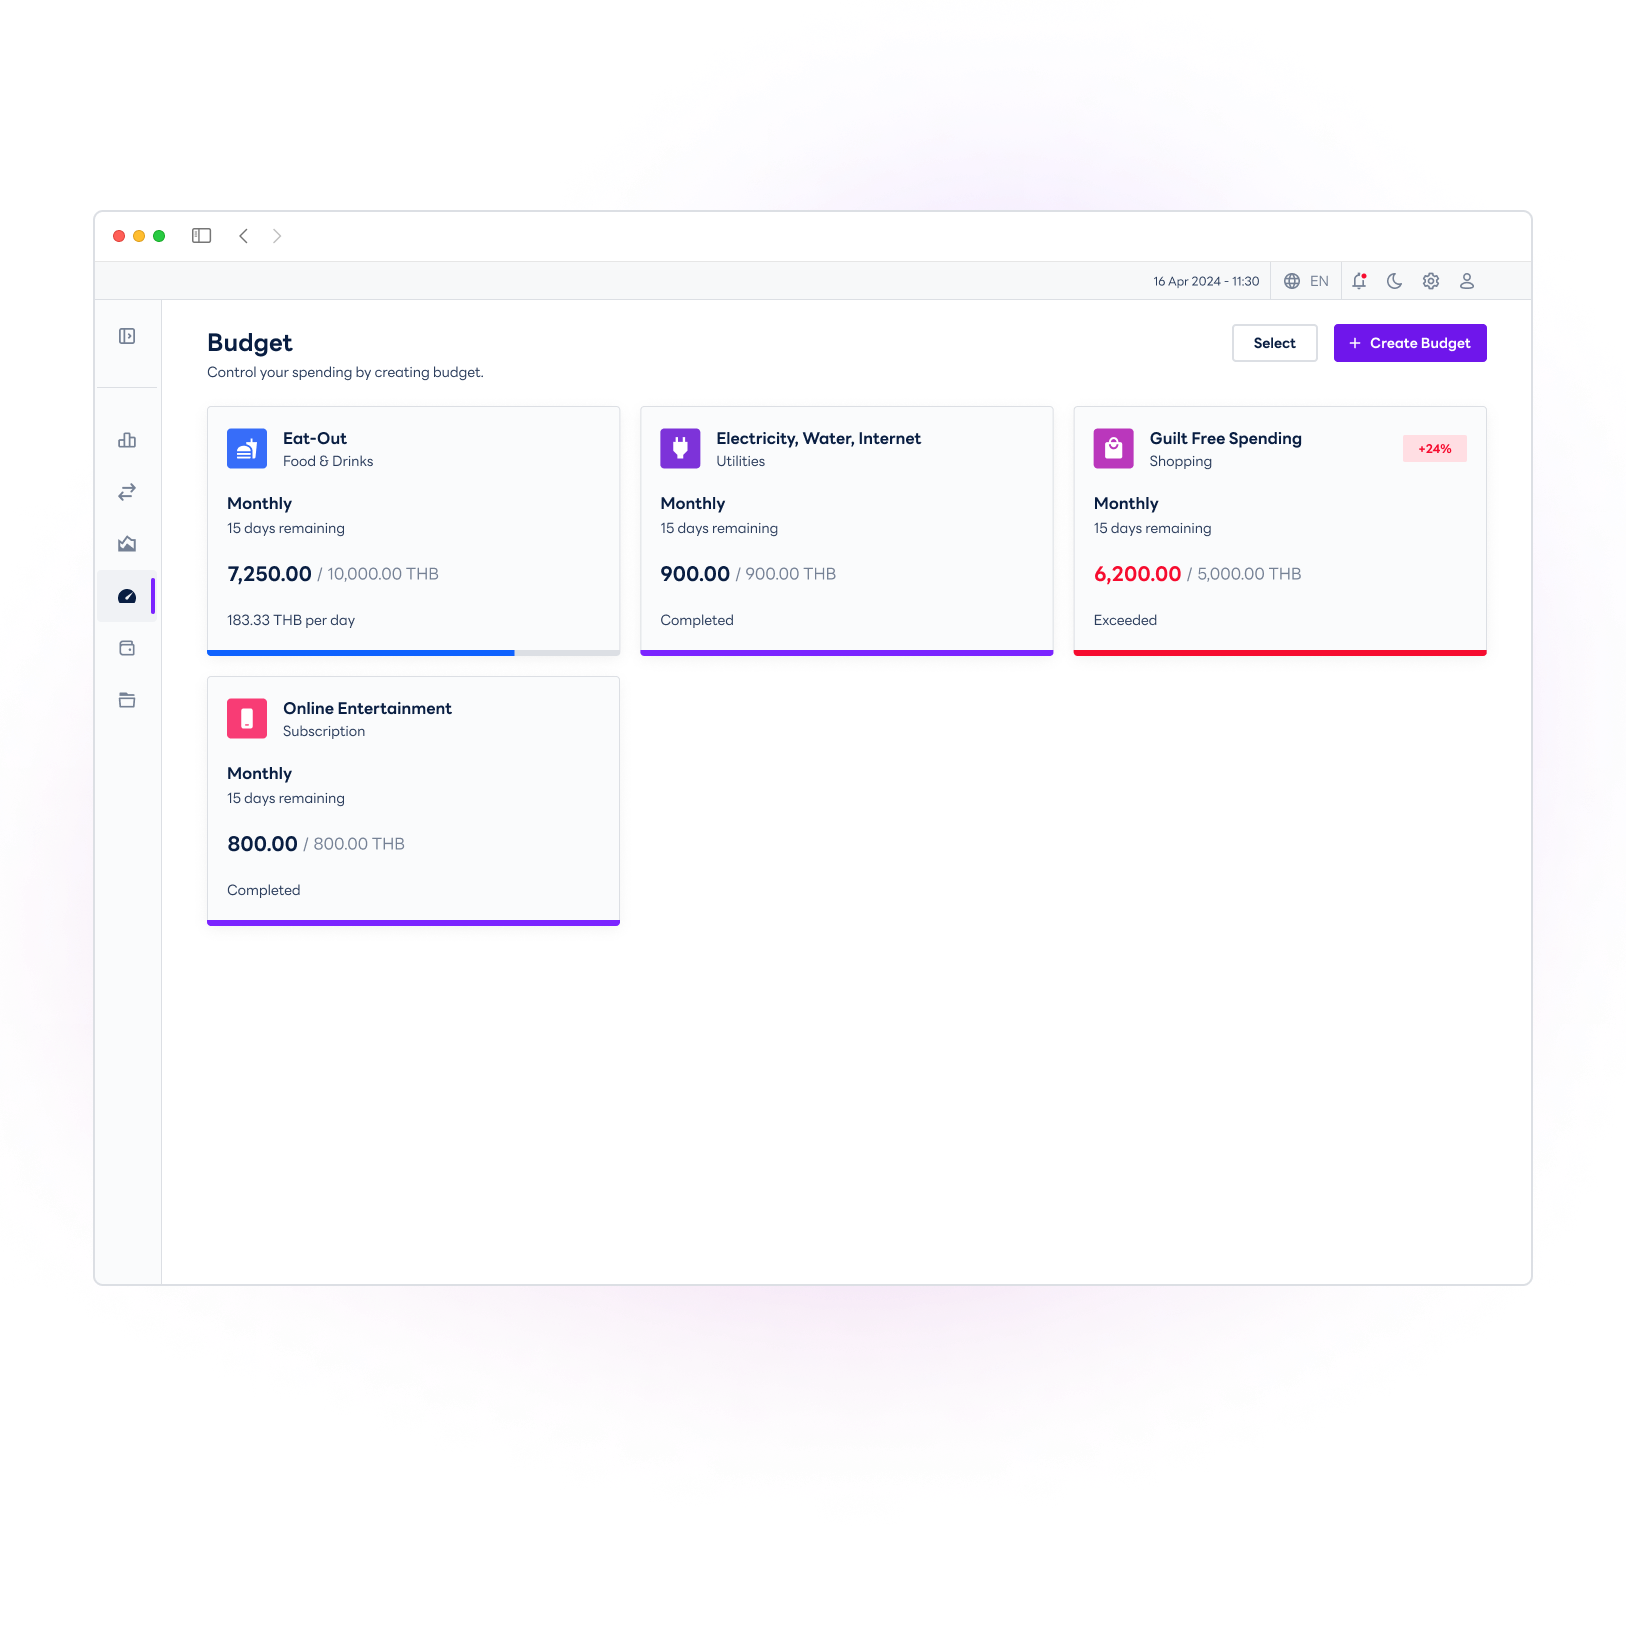 16 Apr 2024 - 11:30
EN
Budget
Control your spending by creating budget.
Select
+ Create Budget
Eat-Out
Food & Drinks
Monthly
15 days remaining
7,250.00 / 10,000.00 THB
183.33 THB per day
Electricity, Water, Internet
Utilities
Monthly
15 days remaining
900.00 / 900.00 THB
Completed
Guilt Free Spending
Shopping
+24%
Monthly
15 days remaining
6,200.00 / 5,000.00 THB
Exceeded
Online Entertainment
Subscription
Monthly
15 days remaining
800.00 / 800.00 THB
Completed